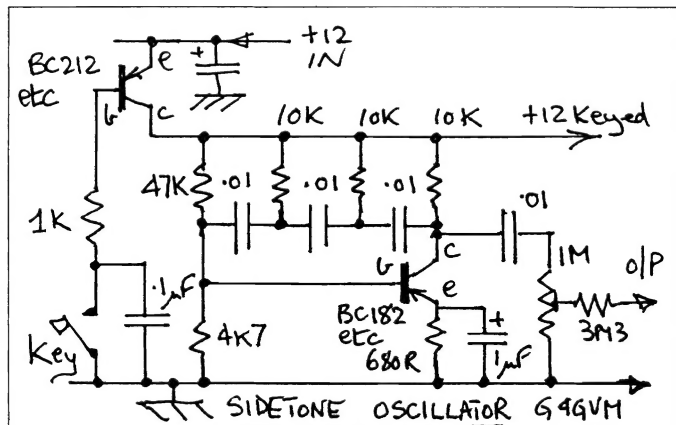 +12
IN
BC212
etc
e
+
b
c
10K
10K
10K
+12 Keyed
47K
.01
.01
.01
.01
1K
c
1M
O/P
b
e
.1µF
BC182
etc
+
3M3
Key
4K7
680R
1µF
SIDETONE OSCILLATOR G4GVM